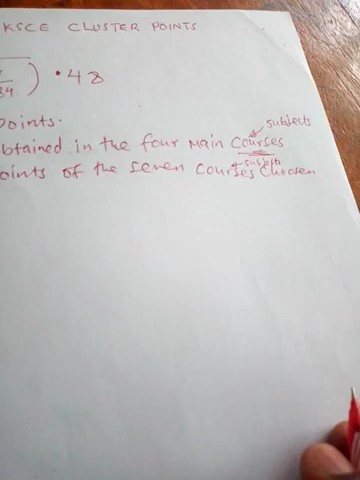 KSCE CLUSTER POINTS
84) • 48
Points.
obtained in the four main courses
subjects
points of the seven courses chosen
subjects